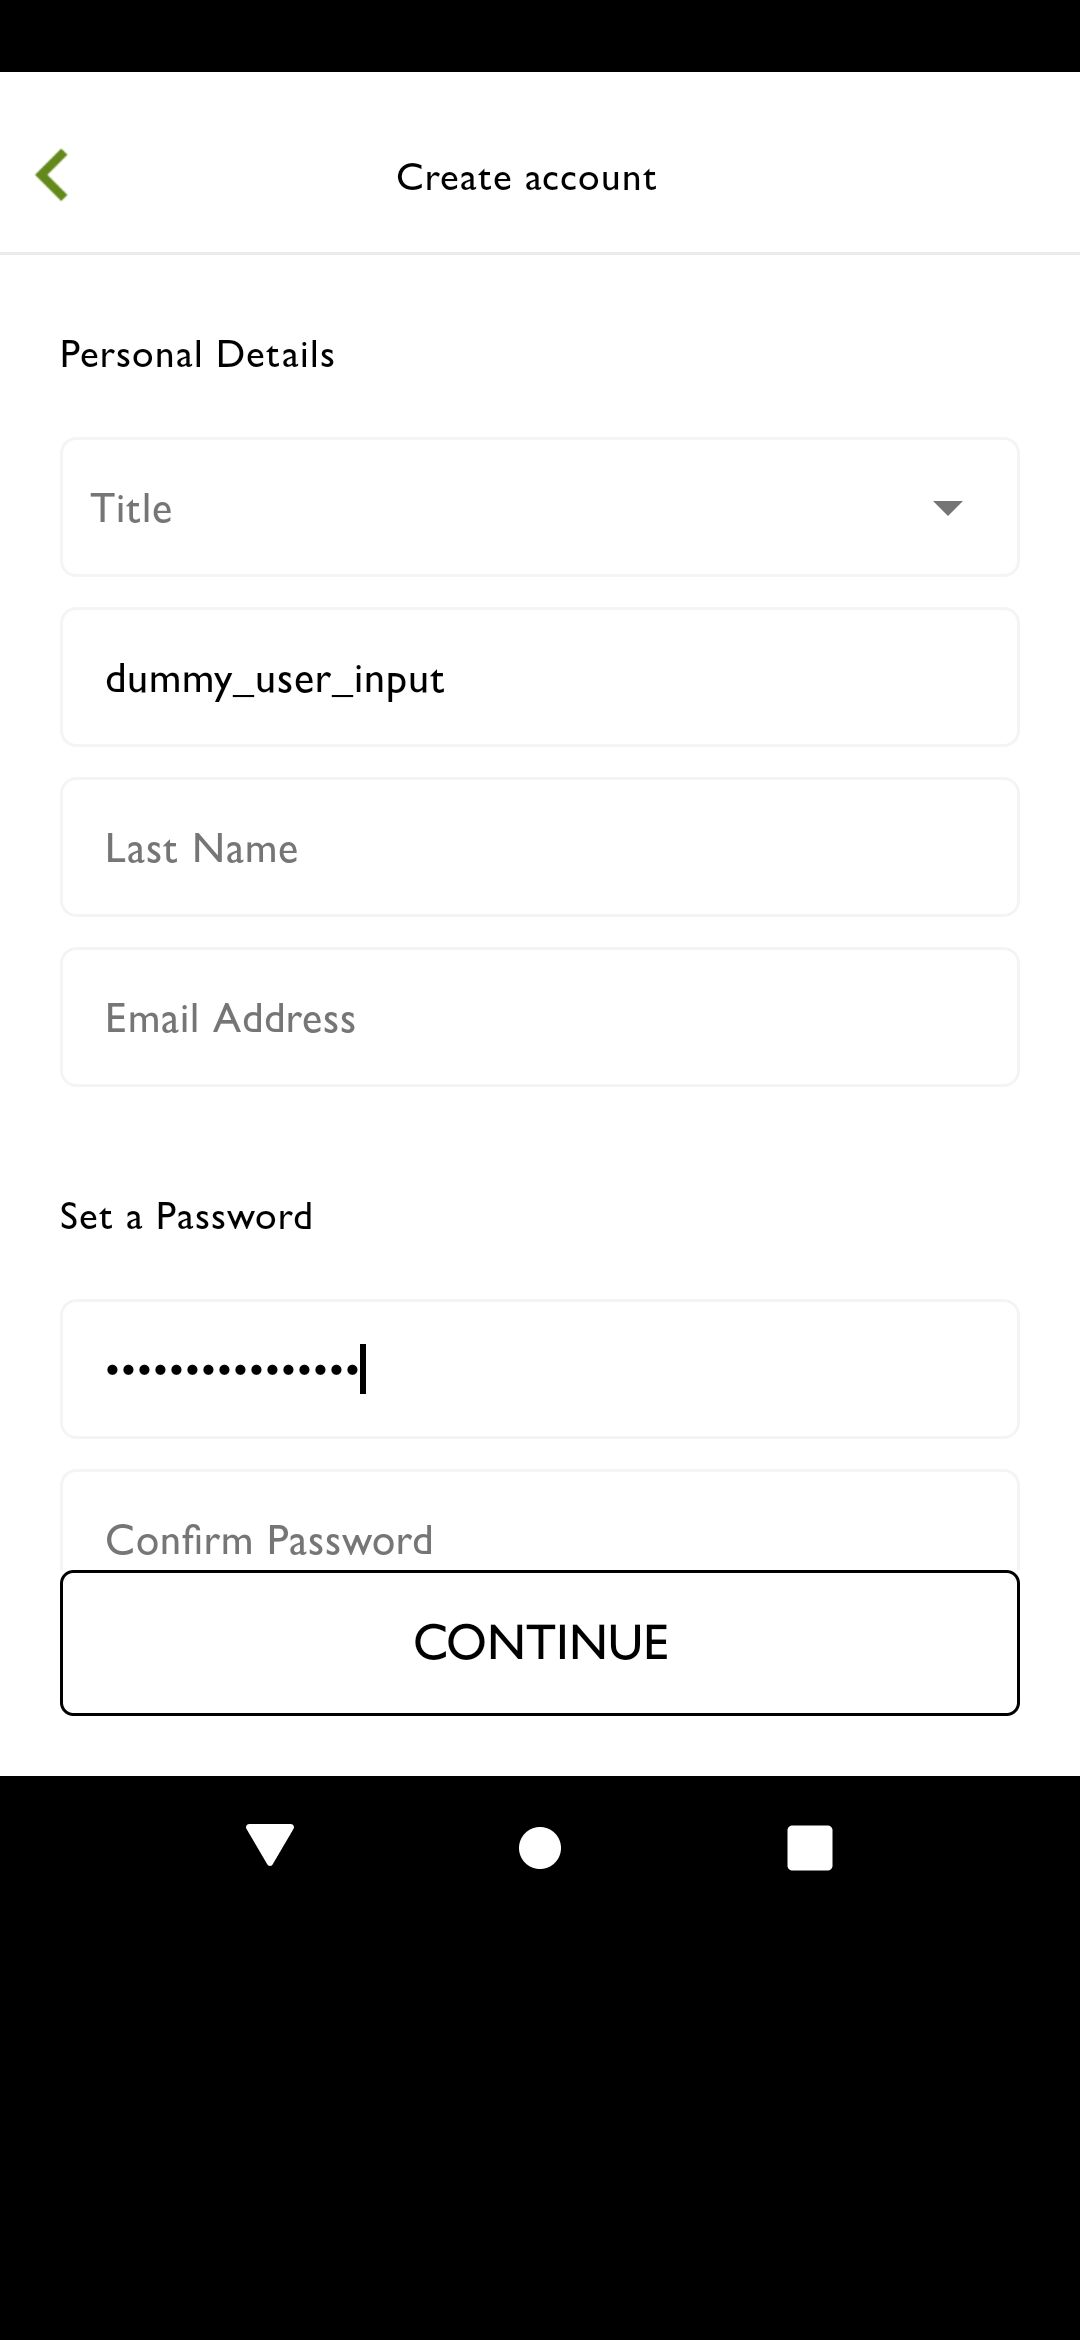 Create account
Personal Details
Title
dummy_user_input
Last Name
Email Address
Set a Password
••••••••••••••••
Confirm Password
CONTINUE